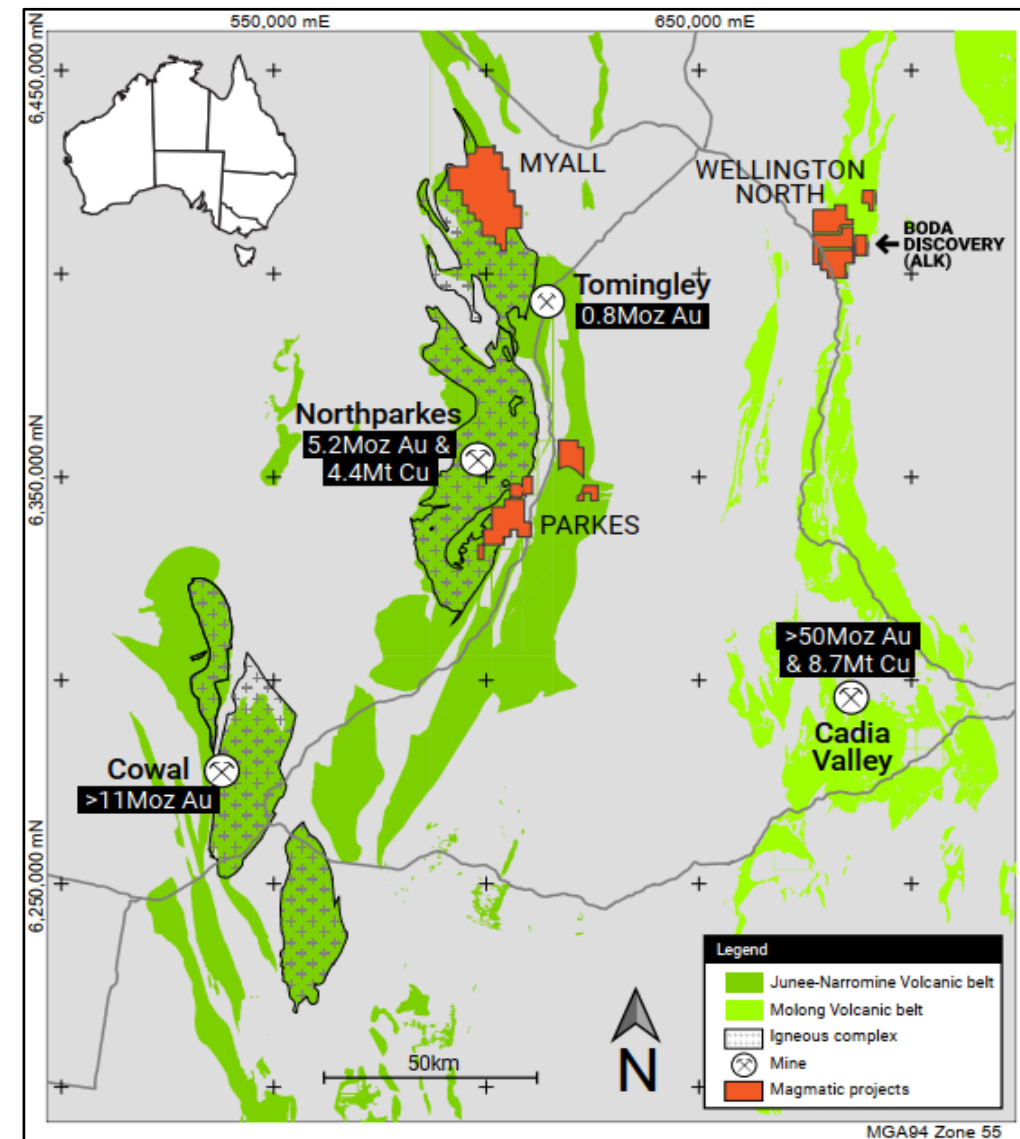 550,000 mE
650,000 mE
6,450,000 mN
MYALL
WELLINGTON
NORTH
BODA
DISCOVERY
(ALK)
Tomingley
0.8Moz Au
Northparkes
5.2Moz Au &
4.4Mt Cu
6,350,000 mN
PARKES
>50Moz Au
& 8.7Mt Cu
Cadia
Valley
Cowal
>11Moz Au
6,250,000 mN
50km
N
Legend
Junee-Narromine Volcanic belt
Molong Volcanic belt
Igneous complex
Mine
Magmatic projects
MGA94 Zone 55